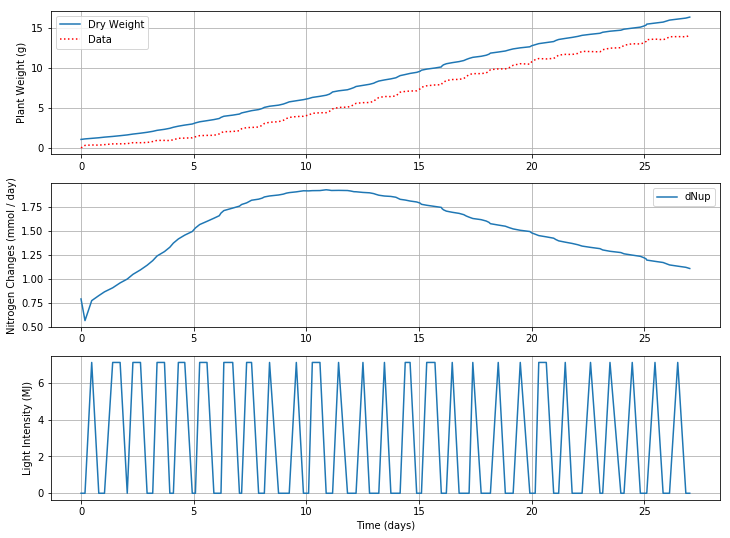 Dry Weight
Data
Plant Weight (g)
15
10
5
0
0 5 10 15 20 25
dNup
Nitrogen Changes (mmol / day)
1.75
1.50
1.25
1.00
0.75
0.50
0 5 10 15 20 25
Light Intensity (MJ)
6
4
2
0
0 5 10 15 20 25
Time (days)